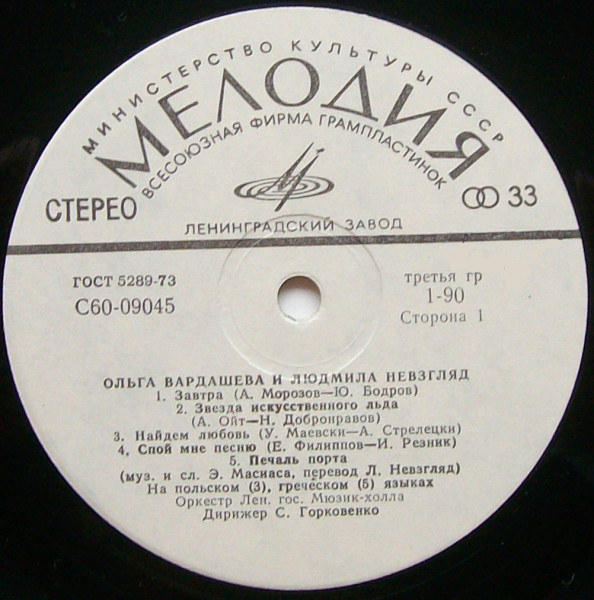 МИНИСТЕРСТВО КУЛЬТУРЫ СССР
МЕЛОДИЯ
ВСЕСОЮЗНАЯ ФИРМА ГРАМПЛАСТИНОК
СТЕРЕО
33
ЛЕНИНГРАДСКИЙ ЗАВОД
ГОСТ 5289-73
С60-09045
третья гр
1-90
Сторона 1
ОЛЬГА ВАРДАШЕВА И ЛЮДМИЛА НЕВЗГЛЯД
1. Завтра (А. Морозов—Ю. Бодров)
2. Звезда искусственного льда
(А. Ойт—Н. Добронравов)
3. Найдем любовь (У. Маевски—А. Стрелецки)
4. Спой мне песню (Е. Филиппов—И. Резник)
5. Печаль порта
(муз. и сл. Э. Масиаса, перевод Л. Невзгляд)
На польском (3), греческом (5) языках
Оркестр Лен. гос. Мюзик-холла
Дирижер С. Горковенко